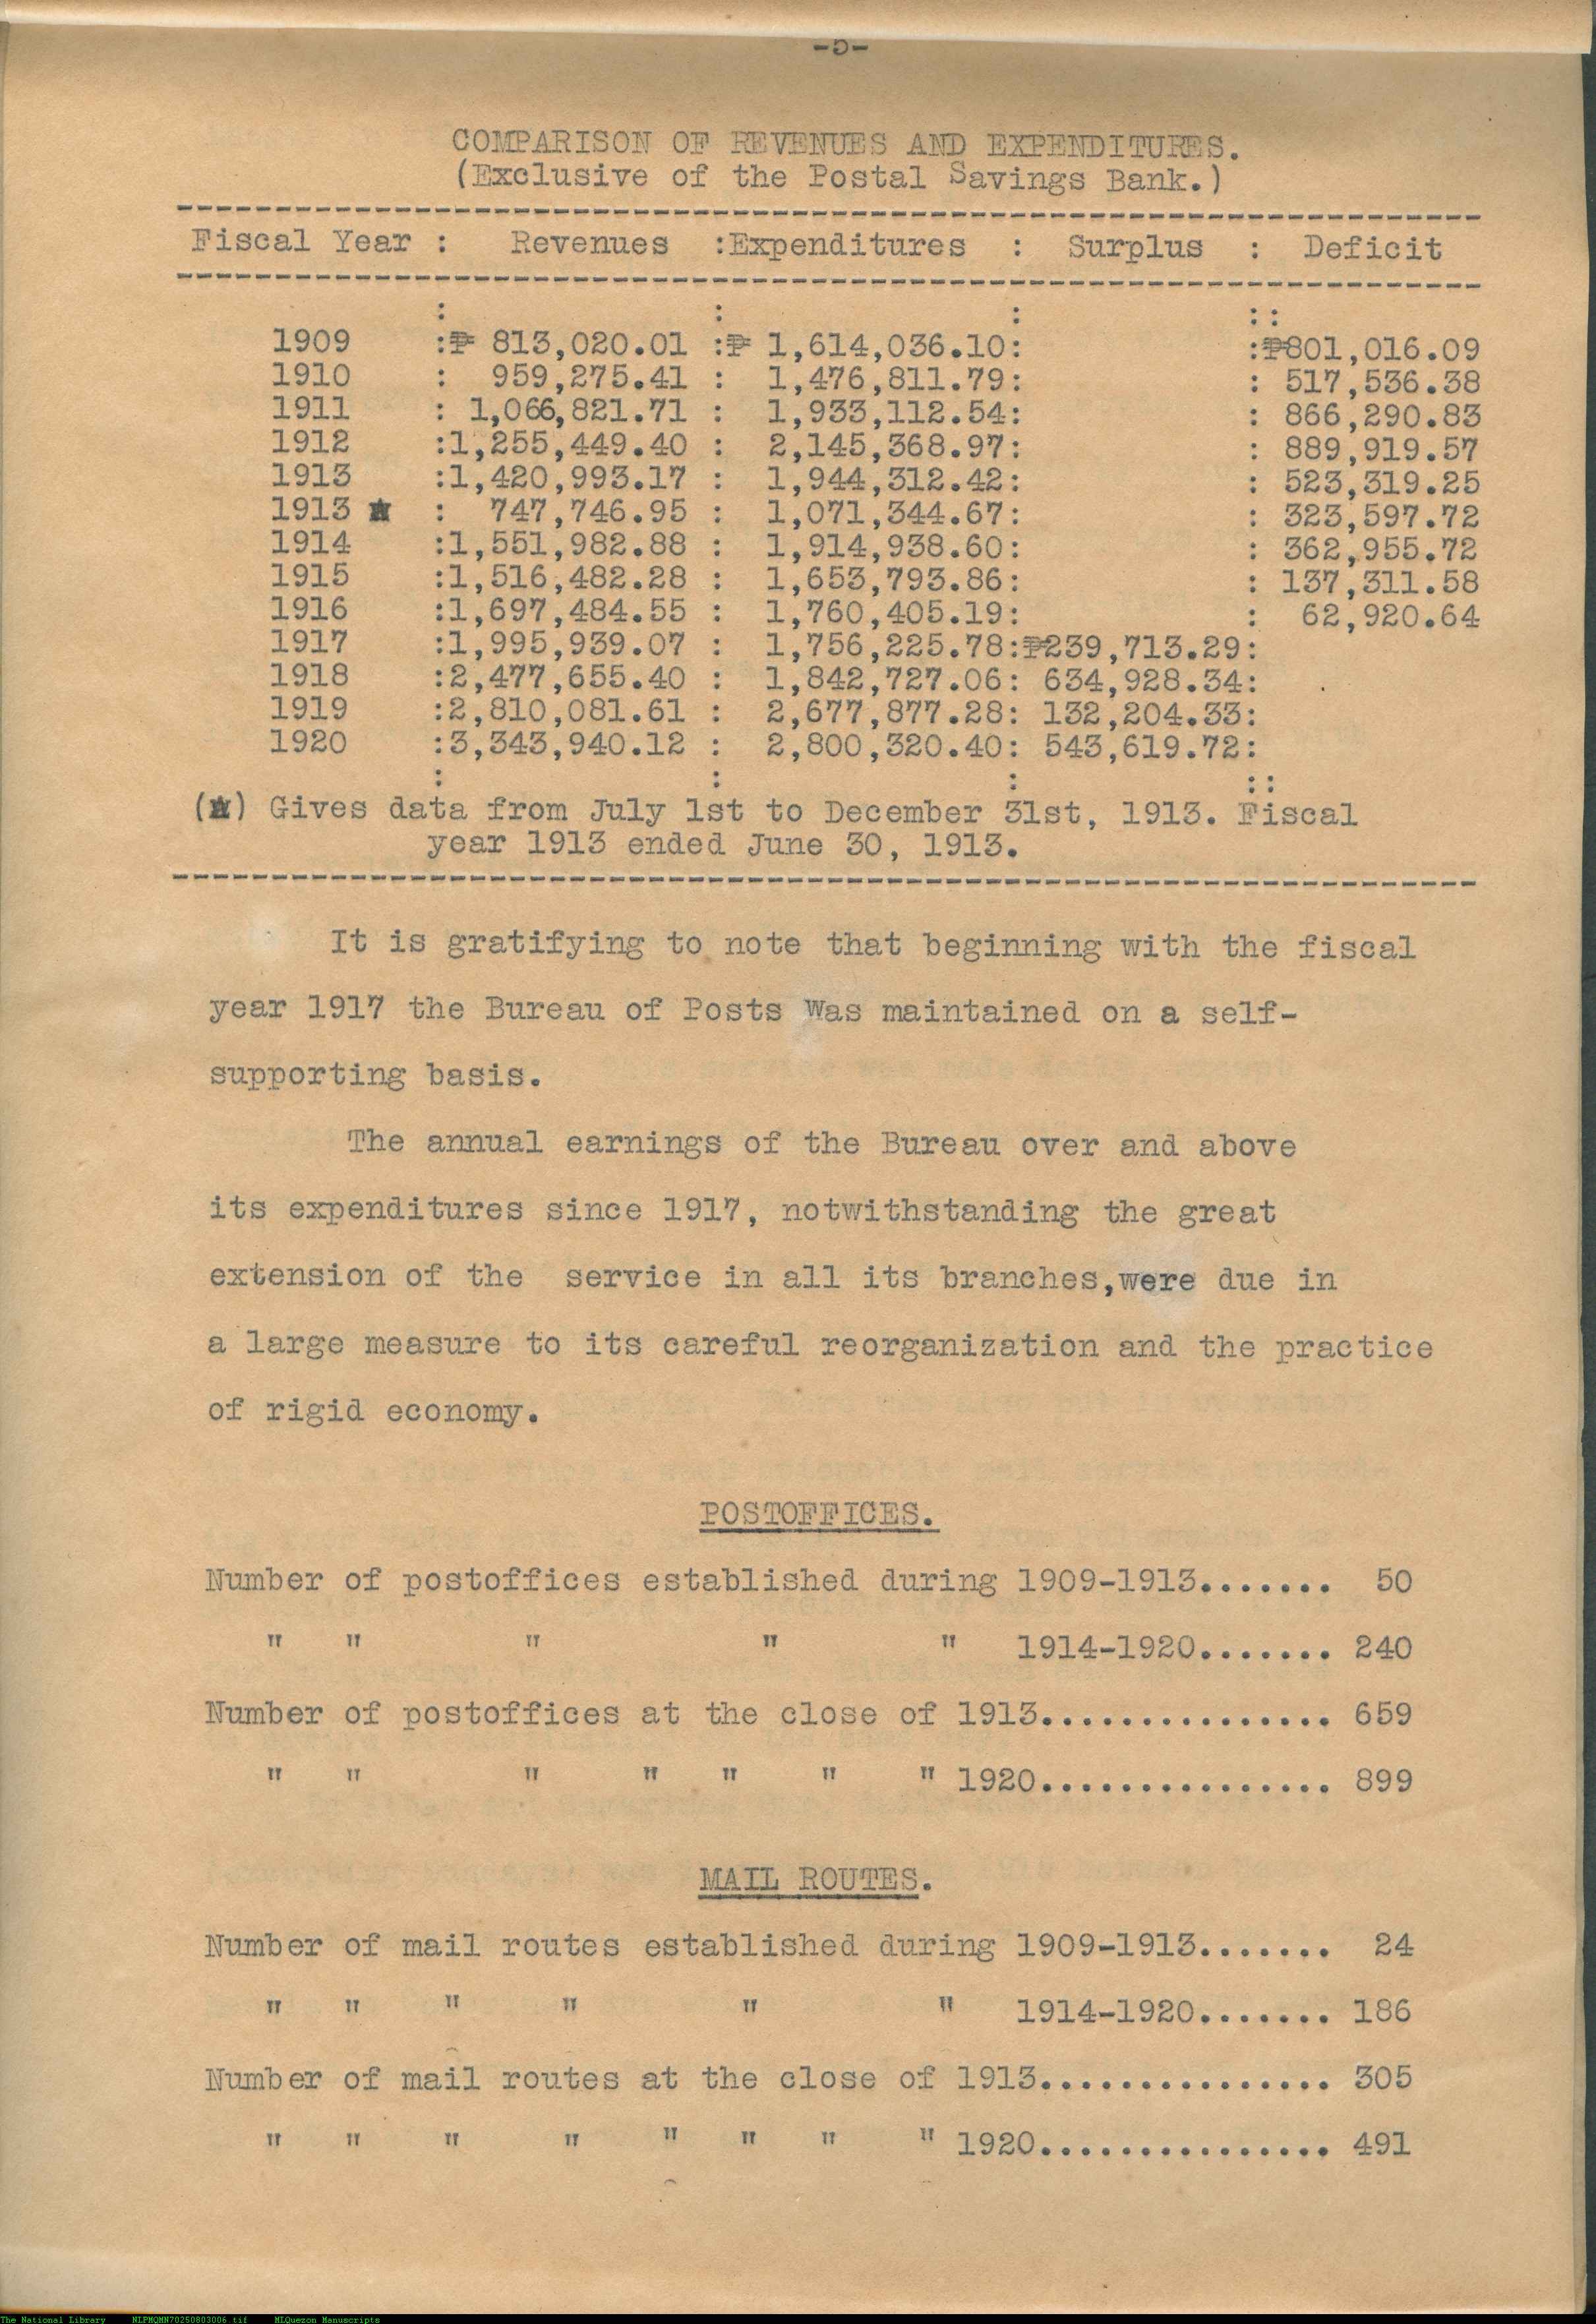 -5-
COMPARISON OF REVENUES AND EXPENDITURES.
(Exclusive of the Postal Savings Bank.)
Fiscal Year : Revenues :Expenditures : Surplus : Deficit
: : : ::
1909 :₱ 813,020.01 :₱ 1,614,036.10: :₱801,016.09
1910 : 959,275.41 : 1,476,811.79: : 517,536.38
1911 : 1,066,821.71 : 1,933,112.54: : 866,290.83
1912 :1,255,449.40 : 2,145,368.97: : 889,919.57
1913 :1,420,993.17 : 1,944,312.42: : 523,319.25
1913 ★ : 747,746.95 : 1,071,344.67: : 323,597.72
1914 :1,551,982.88 : 1,914,938.60: : 362,955.72
1915 :1,516,482.28 : 1,653,793.86: : 137,311.58
1916 :1,697,484.55 : 1,760,405.19: : 62,920.64
1917 :1,995,939.07 : 1,756,225.78:₱239,713.29:
1918 :2,477,655.40 : 1,842,727.06: 634,928.34:
1919 :2,810,081.61 : 2,677,877.28: 132,204.33:
1920 :3,343,940.12 : 2,800,320.40: 543,619.72:
: : : ::
(★) Gives data from July 1st to December 31st, 1913. Fiscal
year 1913 ended June 30, 1913.
It is gratifying to note that beginning with the fiscal
year 1917 the Bureau of Posts Was maintained on a self-
supporting basis.
The annual earnings of the Bureau over and above
its expenditures since 1917, notwithstanding the great
extension of the service in all its branches,were due in
a large measure to its careful reorganization and the practice
of rigid economy.
POSTOFFICES.
Number of postoffices established during 1909-1913....... 50
" " " " " 1914-1920....... 240
Number of postoffices at the close of 1913............... 659
" " " " " " " 1920............... 899
MAIL ROUTES.
Number of mail routes established during 1909-1913....... 24
" " " " " " 1914-1920....... 186
Number of mail routes at the close of 1913............... 305
" " " " " " " " 1920............... 491
The National Library NLPMQMN70250803006.tif MLQuezon Manuscripts